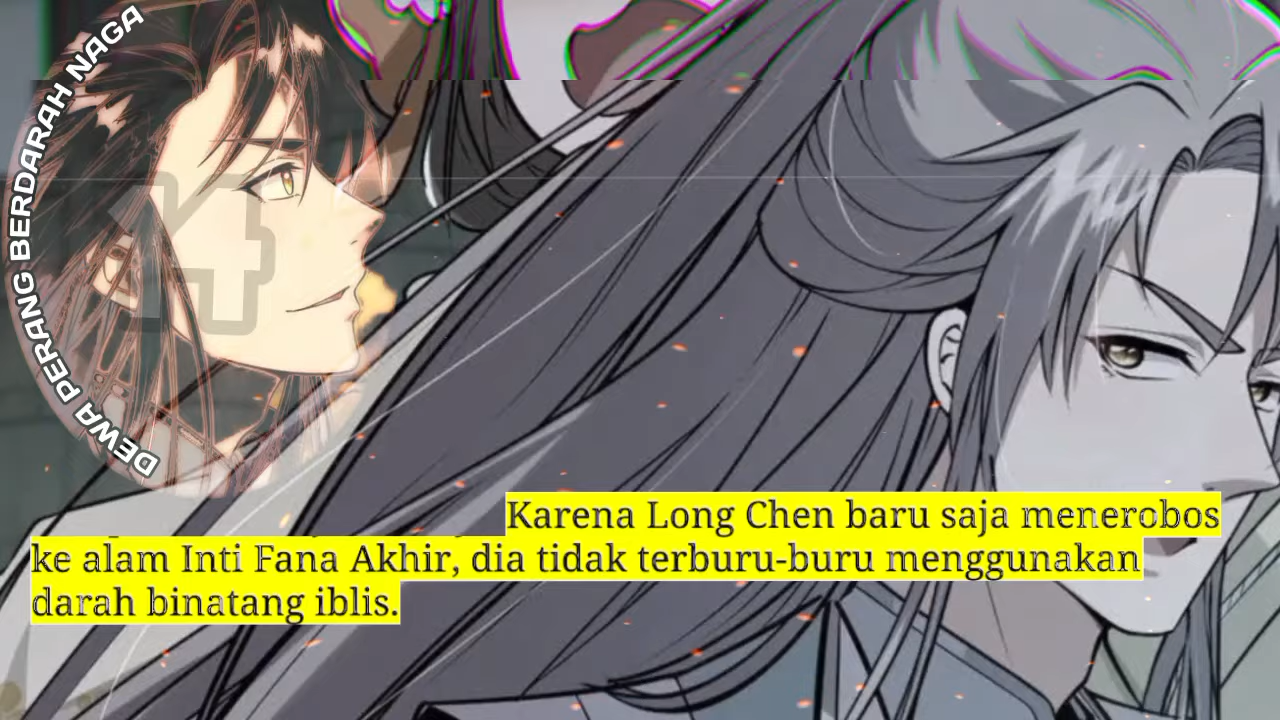 DEWA PERANG BERDARAH NAGA
Karena Long Chen baru saja menerobos
ke alam Inti Fana Akhir, dia tidak terburu-buru menggunakan
darah binatang iblis.